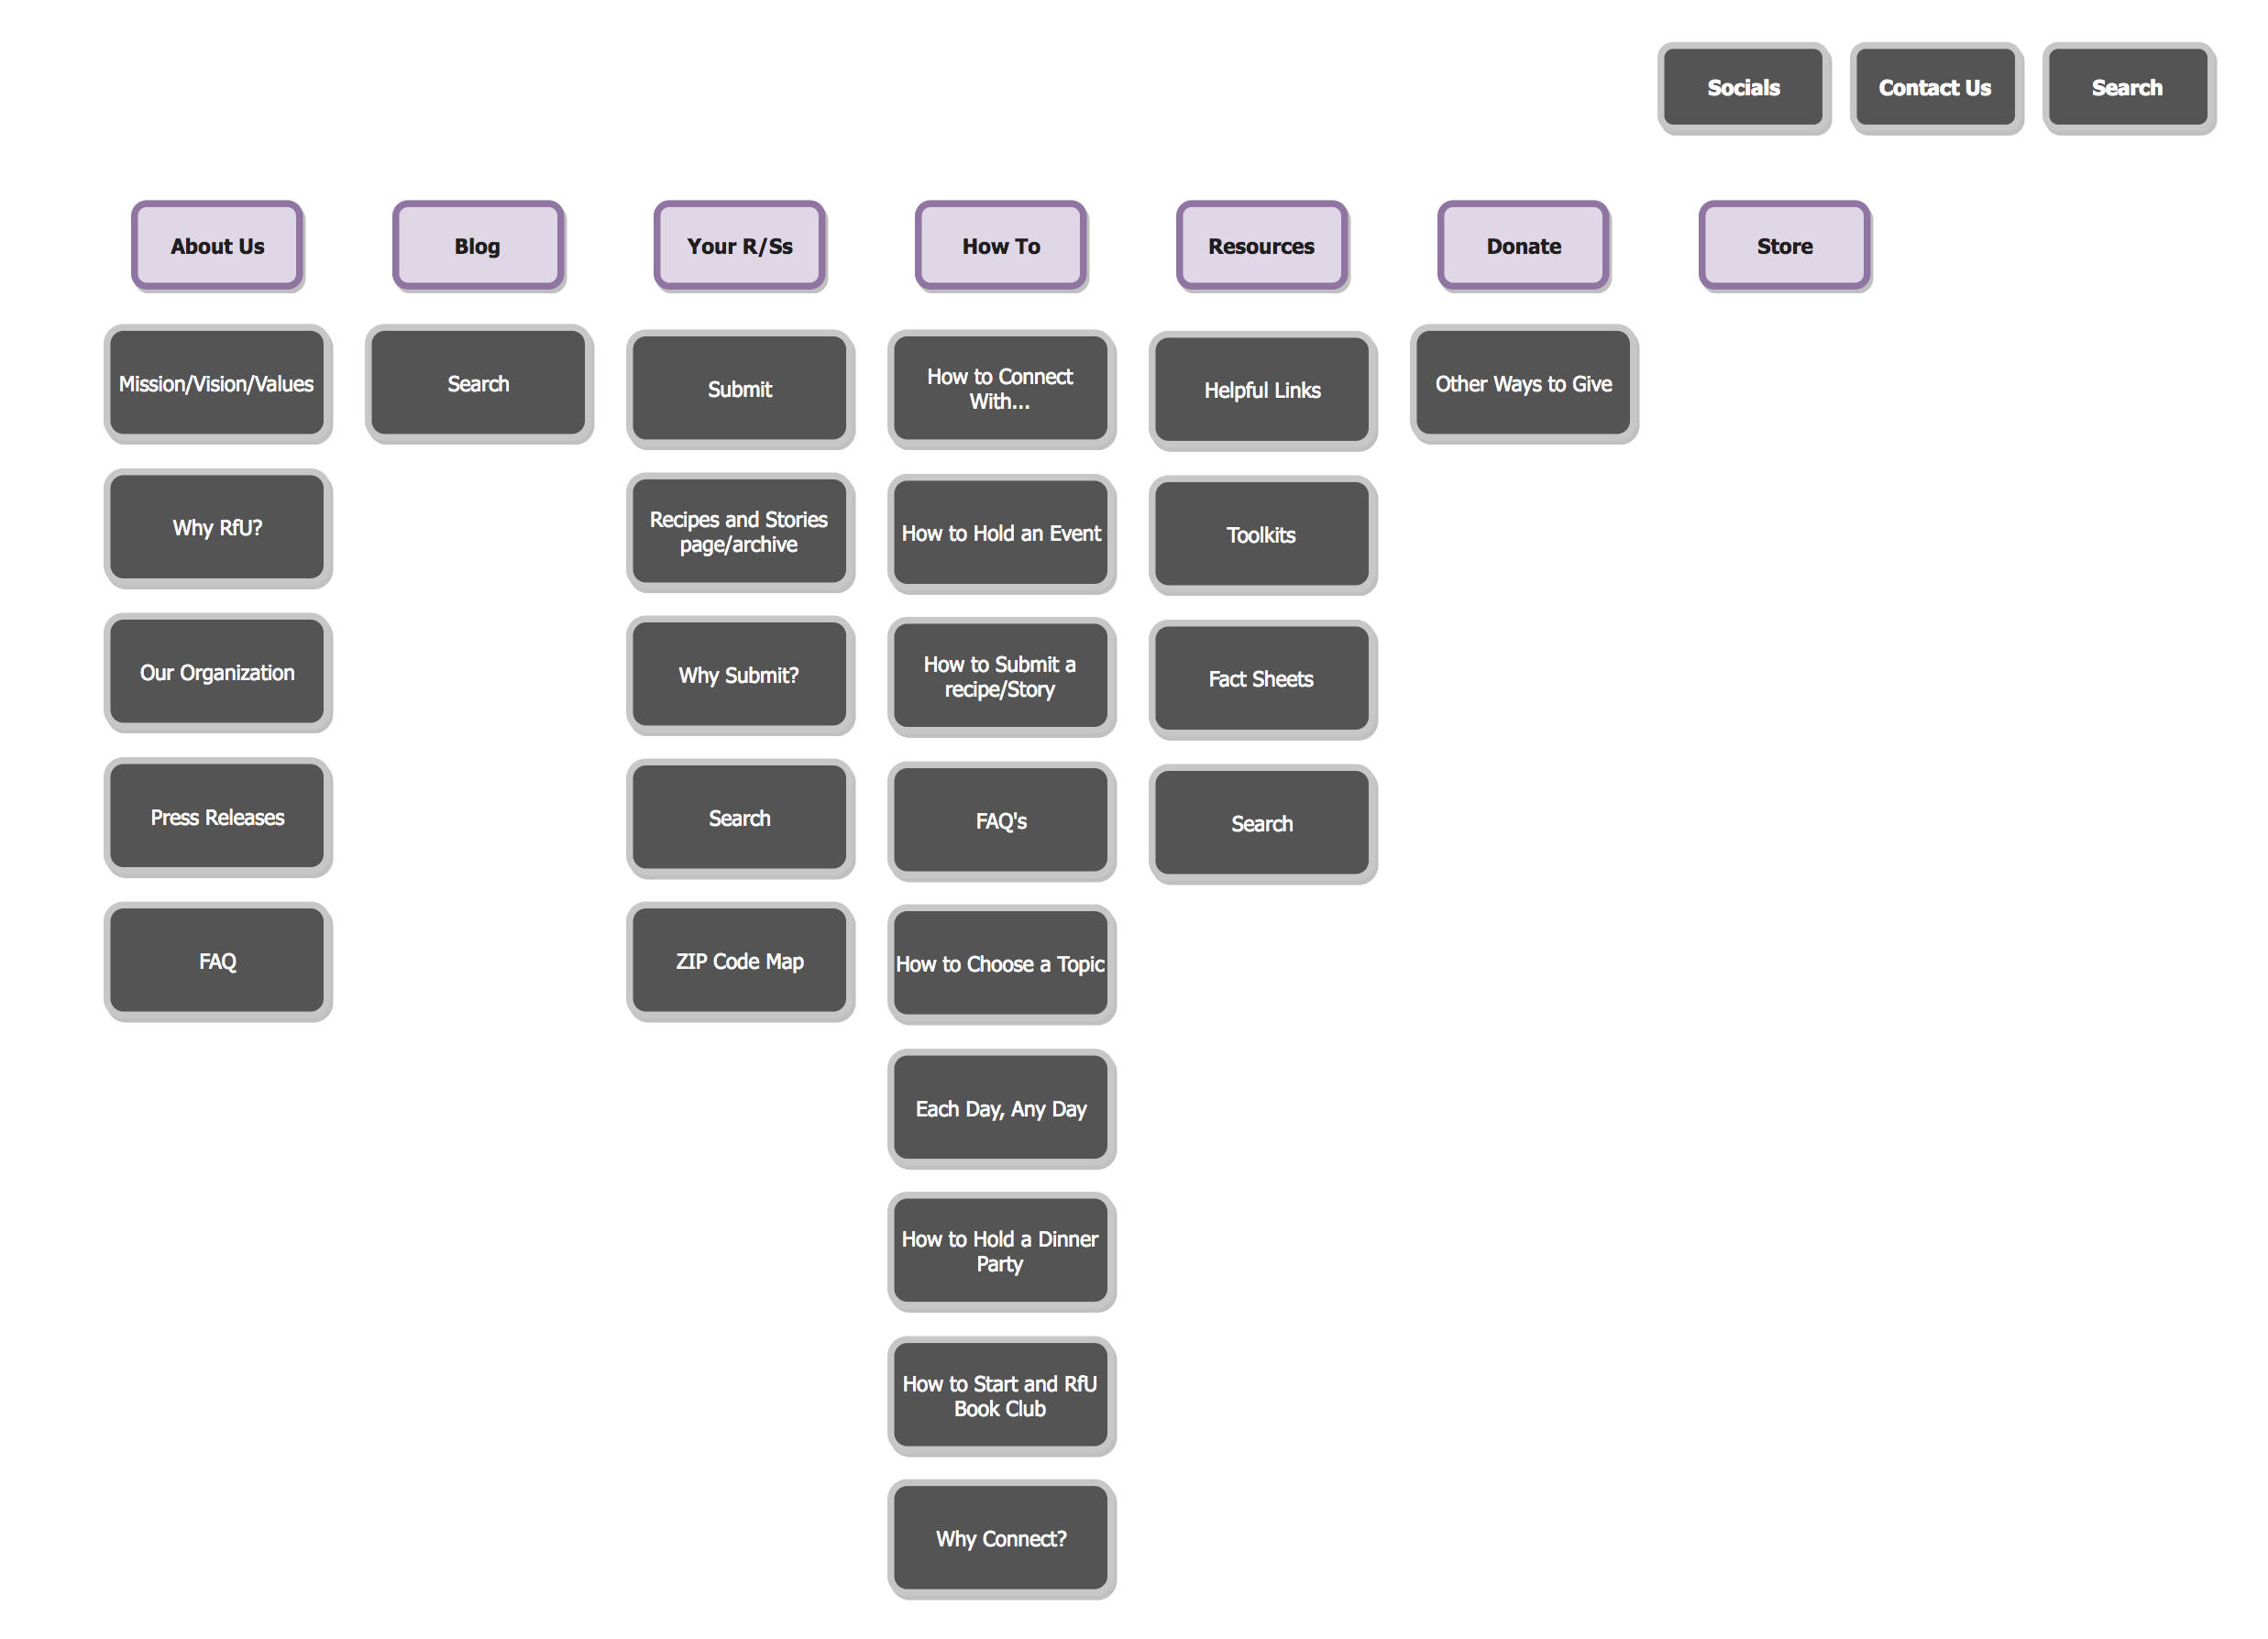 Socials
Contact Us
Search
About Us
Blog
Your R/Ss
How To
Resources
Donate
Store
Mission/Vision/Values
Why RfU?
Our Organization
Press Releases
FAQ
Search
Submit
Recipes and Stories
page/archive
Why Submit?
Search
ZIP Code Map
How to Connect
With...
How to Hold an Event
How to Submit a
recipe/Story
FAQ's
How to Choose a Topic
Each Day, Any Day
How to Hold a Dinner
Party
How to Start and RfU
Book Club
Why Connect?
Helpful Links
Toolkits
Fact Sheets
Search
Other Ways to Give